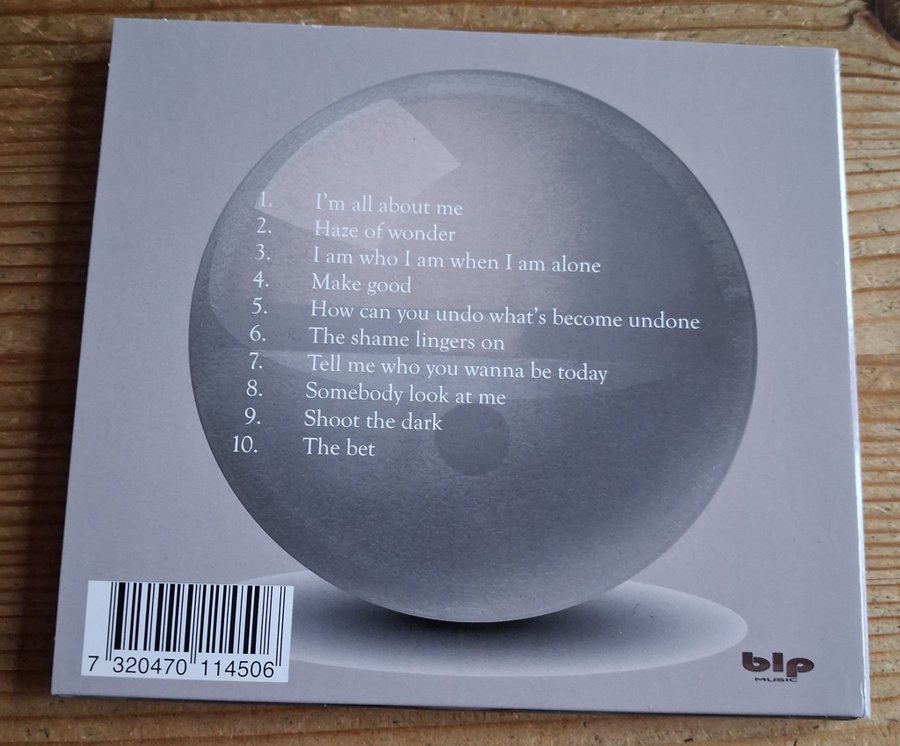 1. I'm all about me
2. Haze of wonder
3. I am who I am when I am alone
4. Make good
5. How can you undo what's become undone
6. The shame lingers on
7. Tell me who you wanna be today
8. Somebody look at me
9. Shoot the dark
10. The bet
7 320470 114506
blp
MUSIC